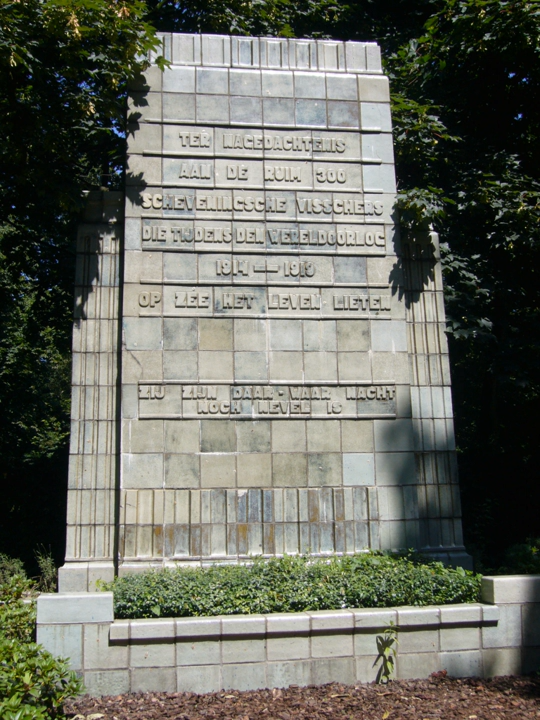 TER NAGEDACHTENIS
AAN DE RUIM 300
SCHEVENINGSCHE VISSCHERS
DIE TIJDENS DEN WERELDOORLOG
1914 — 1918
OP ZEE HET LEVEN LIETEN
ZIJ ZIJN DAAR · WAAR NACHT
NOCH NEVEL IS